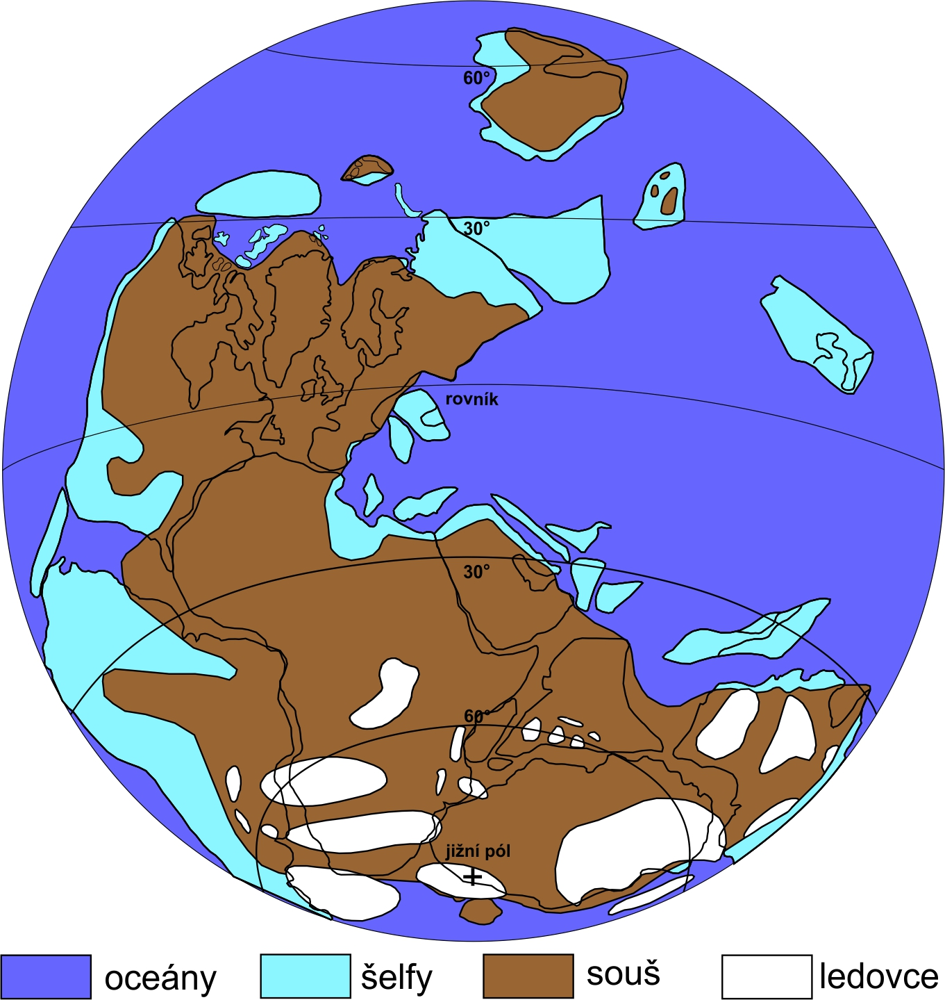 60°
30°
rovník
30°
60°
jižní pól
oceány
šelfy
souš
ledovce